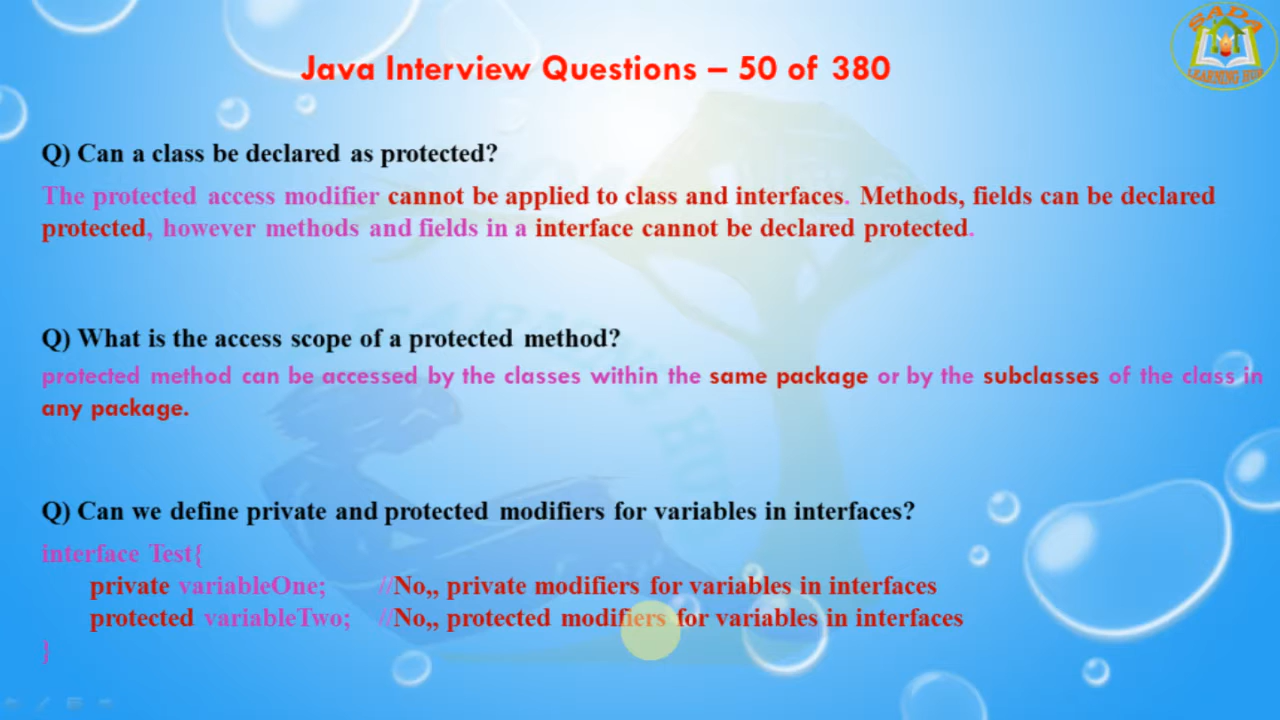 SADA
LEARNING HUB
Java Interview Questions – 50 of 380
Q) Can a class be declared as protected?
The protected access modifier cannot be applied to class and interfaces. Methods, fields can be declared
protected, however methods and fields in a interface cannot be declared protected.
Q) What is the access scope of a protected method?
protected method can be accessed by the classes within the same package or by the subclasses of the class in
any package.
Q) Can we define private and protected modifiers for variables in interfaces?
interface Test{
private variableOne; //No,, private modifiers for variables in interfaces
protected variableTwo; //No,, protected modifiers for variables in interfaces
}